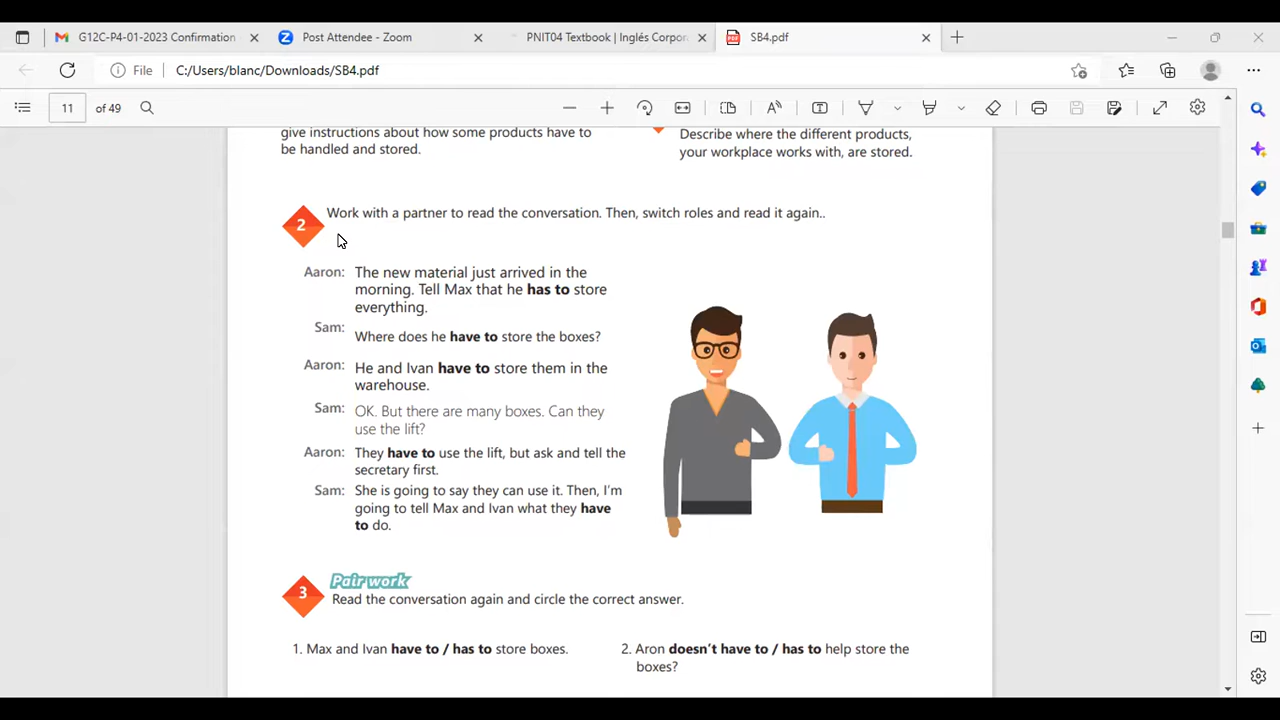 G12C-P4-01-2023 Confirmation
Post Attendee - Zoom
PNIT04 Textbook | Inglés Corpor
SB4.pdf
File
C:/Users/blanc/Downloads/SB4.pdf
11 of 49
give instructions about how some products have to
be handled and stored.
Describe where the different products,
your workplace works with, are stored.
2
Work with a partner to read the conversation. Then, switch roles and read it again..
Aaron: The new material just arrived in the
morning. Tell Max that he has to store
everything.
Sam: Where does he have to store the boxes?
Aaron: He and Ivan have to store them in the
warehouse.
Sam: OK. But there are many boxes. Can they
use the lift?
Aaron: They have to use the lift, but ask and tell the
secretary first.
Sam: She is going to say they can use it. Then, I'm
going to tell Max and Ivan what they have
to do.
3
Pair work
Read the conversation again and circle the correct answer.
1. Max and Ivan have to / has to store boxes.
2. Aron doesn't have to / has to help store the
boxes?